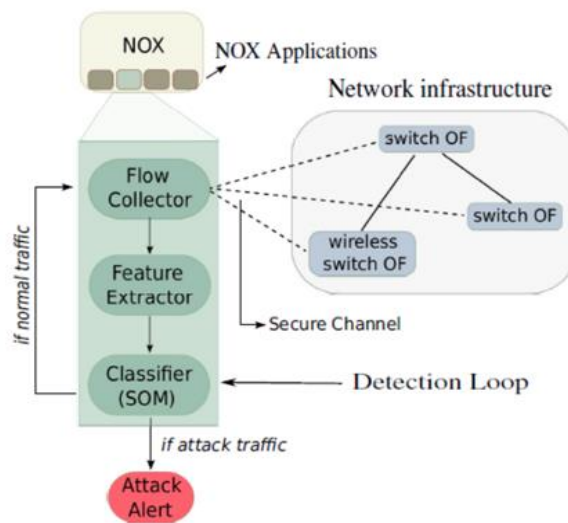 NOX
NOX Applications
Network infrastructure
switch OF
switch OF
wireless
switch OF
Flow
Collector
Feature
Extractor
Secure Channel
if normal traffic
Classifier
(SOM)
Detection Loop
if attack traffic
Attack
Alert